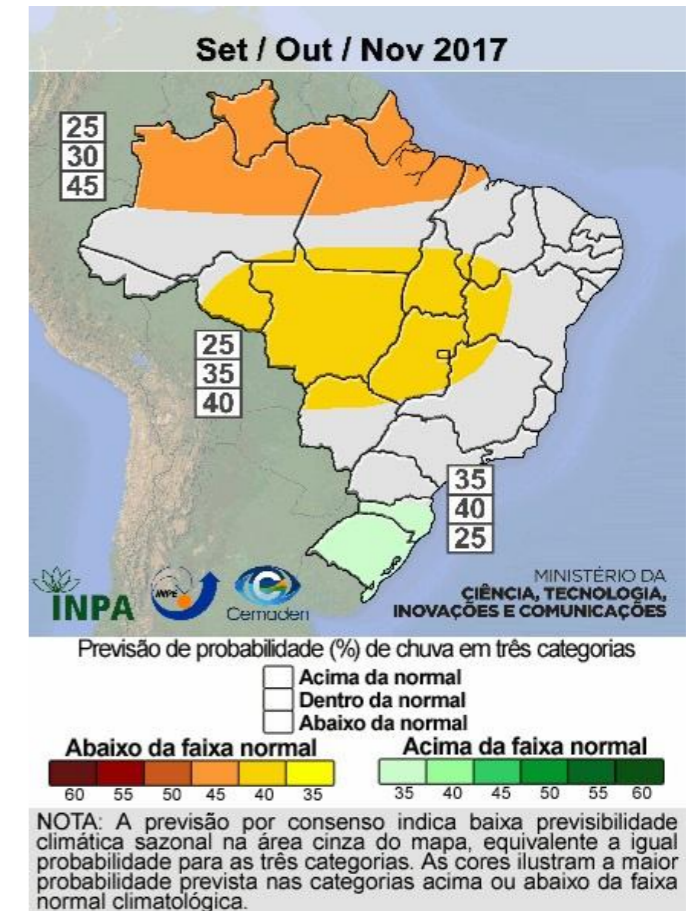 Set / Out / Nov 2017
25
30
45
25
35
40
35
40
25
INPA
INPE
Cemaden
MINISTÉRIO DA
CIÊNCIA, TECNOLOGIA,
INOVAÇÕES E COMUNICAÇÕES
Previsão de probabilidade (%) de chuva em três categorias
Acima da normal
Dentro da normal
Abaixo da normal
Abaixo da faixa normal
60 55 50 45 40 35
Acima da faixa normal
35 40 45 50 55 60
NOTA: A previsão por consenso indica baixa previsibilidade
climática sazonal na área cinza do mapa, equivalente a igual
probabilidade para as três categorias. As cores ilustram a maior
probabilidade prevista nas categorias acima ou abaixo da faixa
normal climatológica.